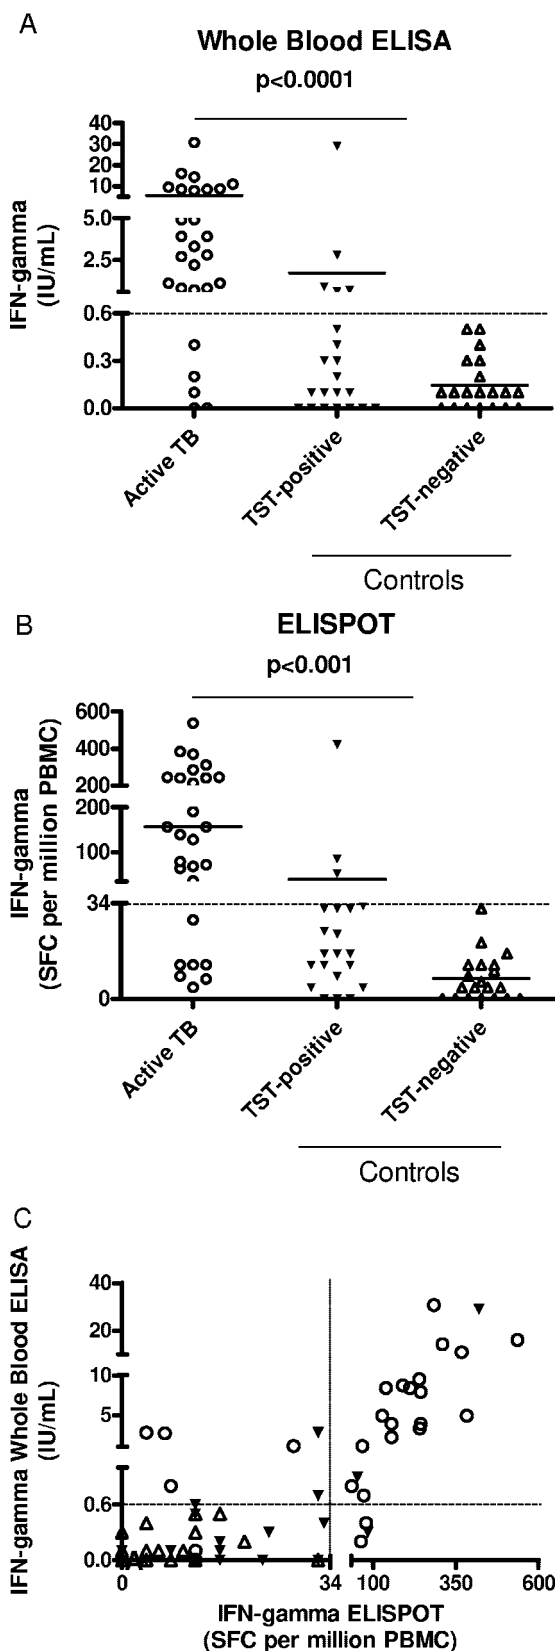 A
Whole Blood ELISA
p<0.0001
IFN-gamma
(IU/mL)
40
30
20
10
5.0
2.5
0.6
0.3
0.0
Active TB
TST-positive
TST-negative
Controls
B
ELISPOT
p<0.001
IFN-gamma
(SFC per million PBMC)
600
400
200
200
100
34
0
Active TB
TST-positive
TST-negative
Controls
C
IFN-gamma Whole Blood ELISA
(IU/mL)
40
20
10
5
0.6
0.0
0 34 100 350 600
IFN-gamma ELISPOT
(SFC per million PBMC)